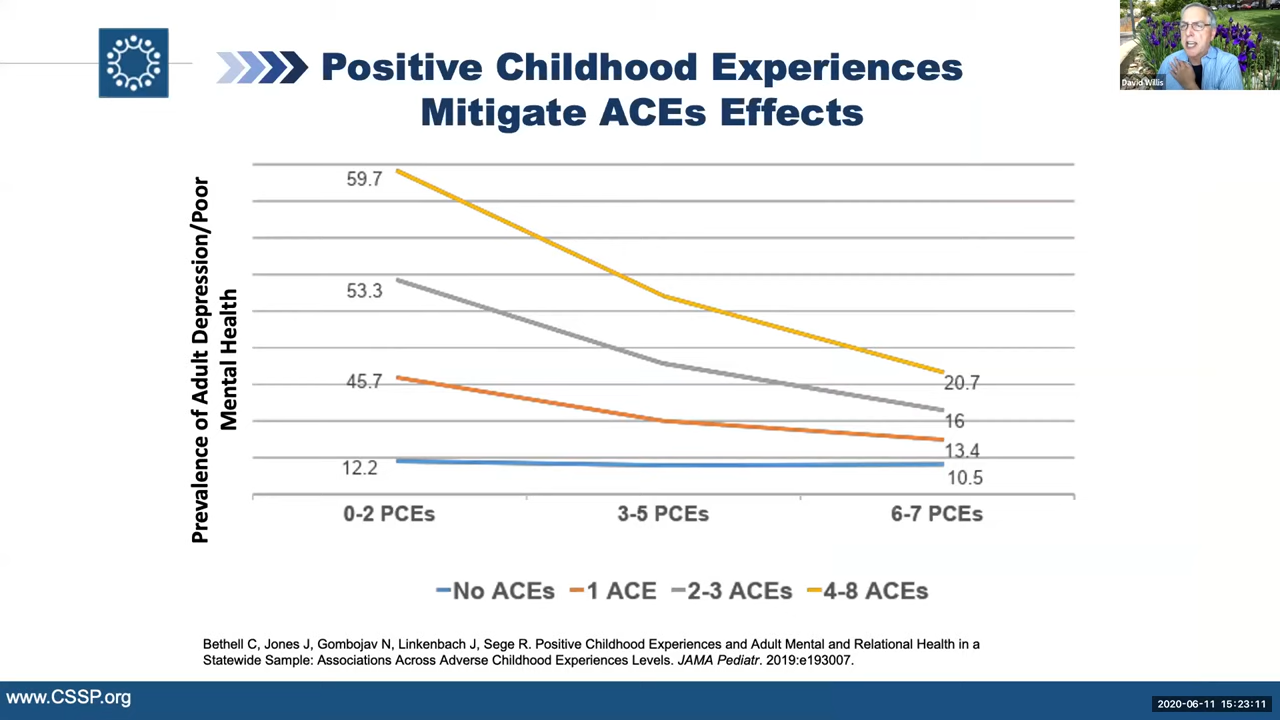 Positive Childhood Experiences
Mitigate ACEs Effects
David Willis
Prevalence of Adult Depression/Poor
Mental Health
59.7
53.3
45.7
12.2
20.7
16
13.4
10.5
0-2 PCEs
3-5 PCEs
6-7 PCEs
No ACEs
1 ACE
2-3 ACEs
4-8 ACEs
Bethell C, Jones J, Gombojav N, Linkenbach J, Sege R. Positive Childhood Experiences and Adult Mental and Relational Health in a
Statewide Sample: Associations Across Adverse Childhood Experiences Levels. JAMA Pediatr. 2019:e193007.
www.CSSP.org
2020-06-11 15:23:11